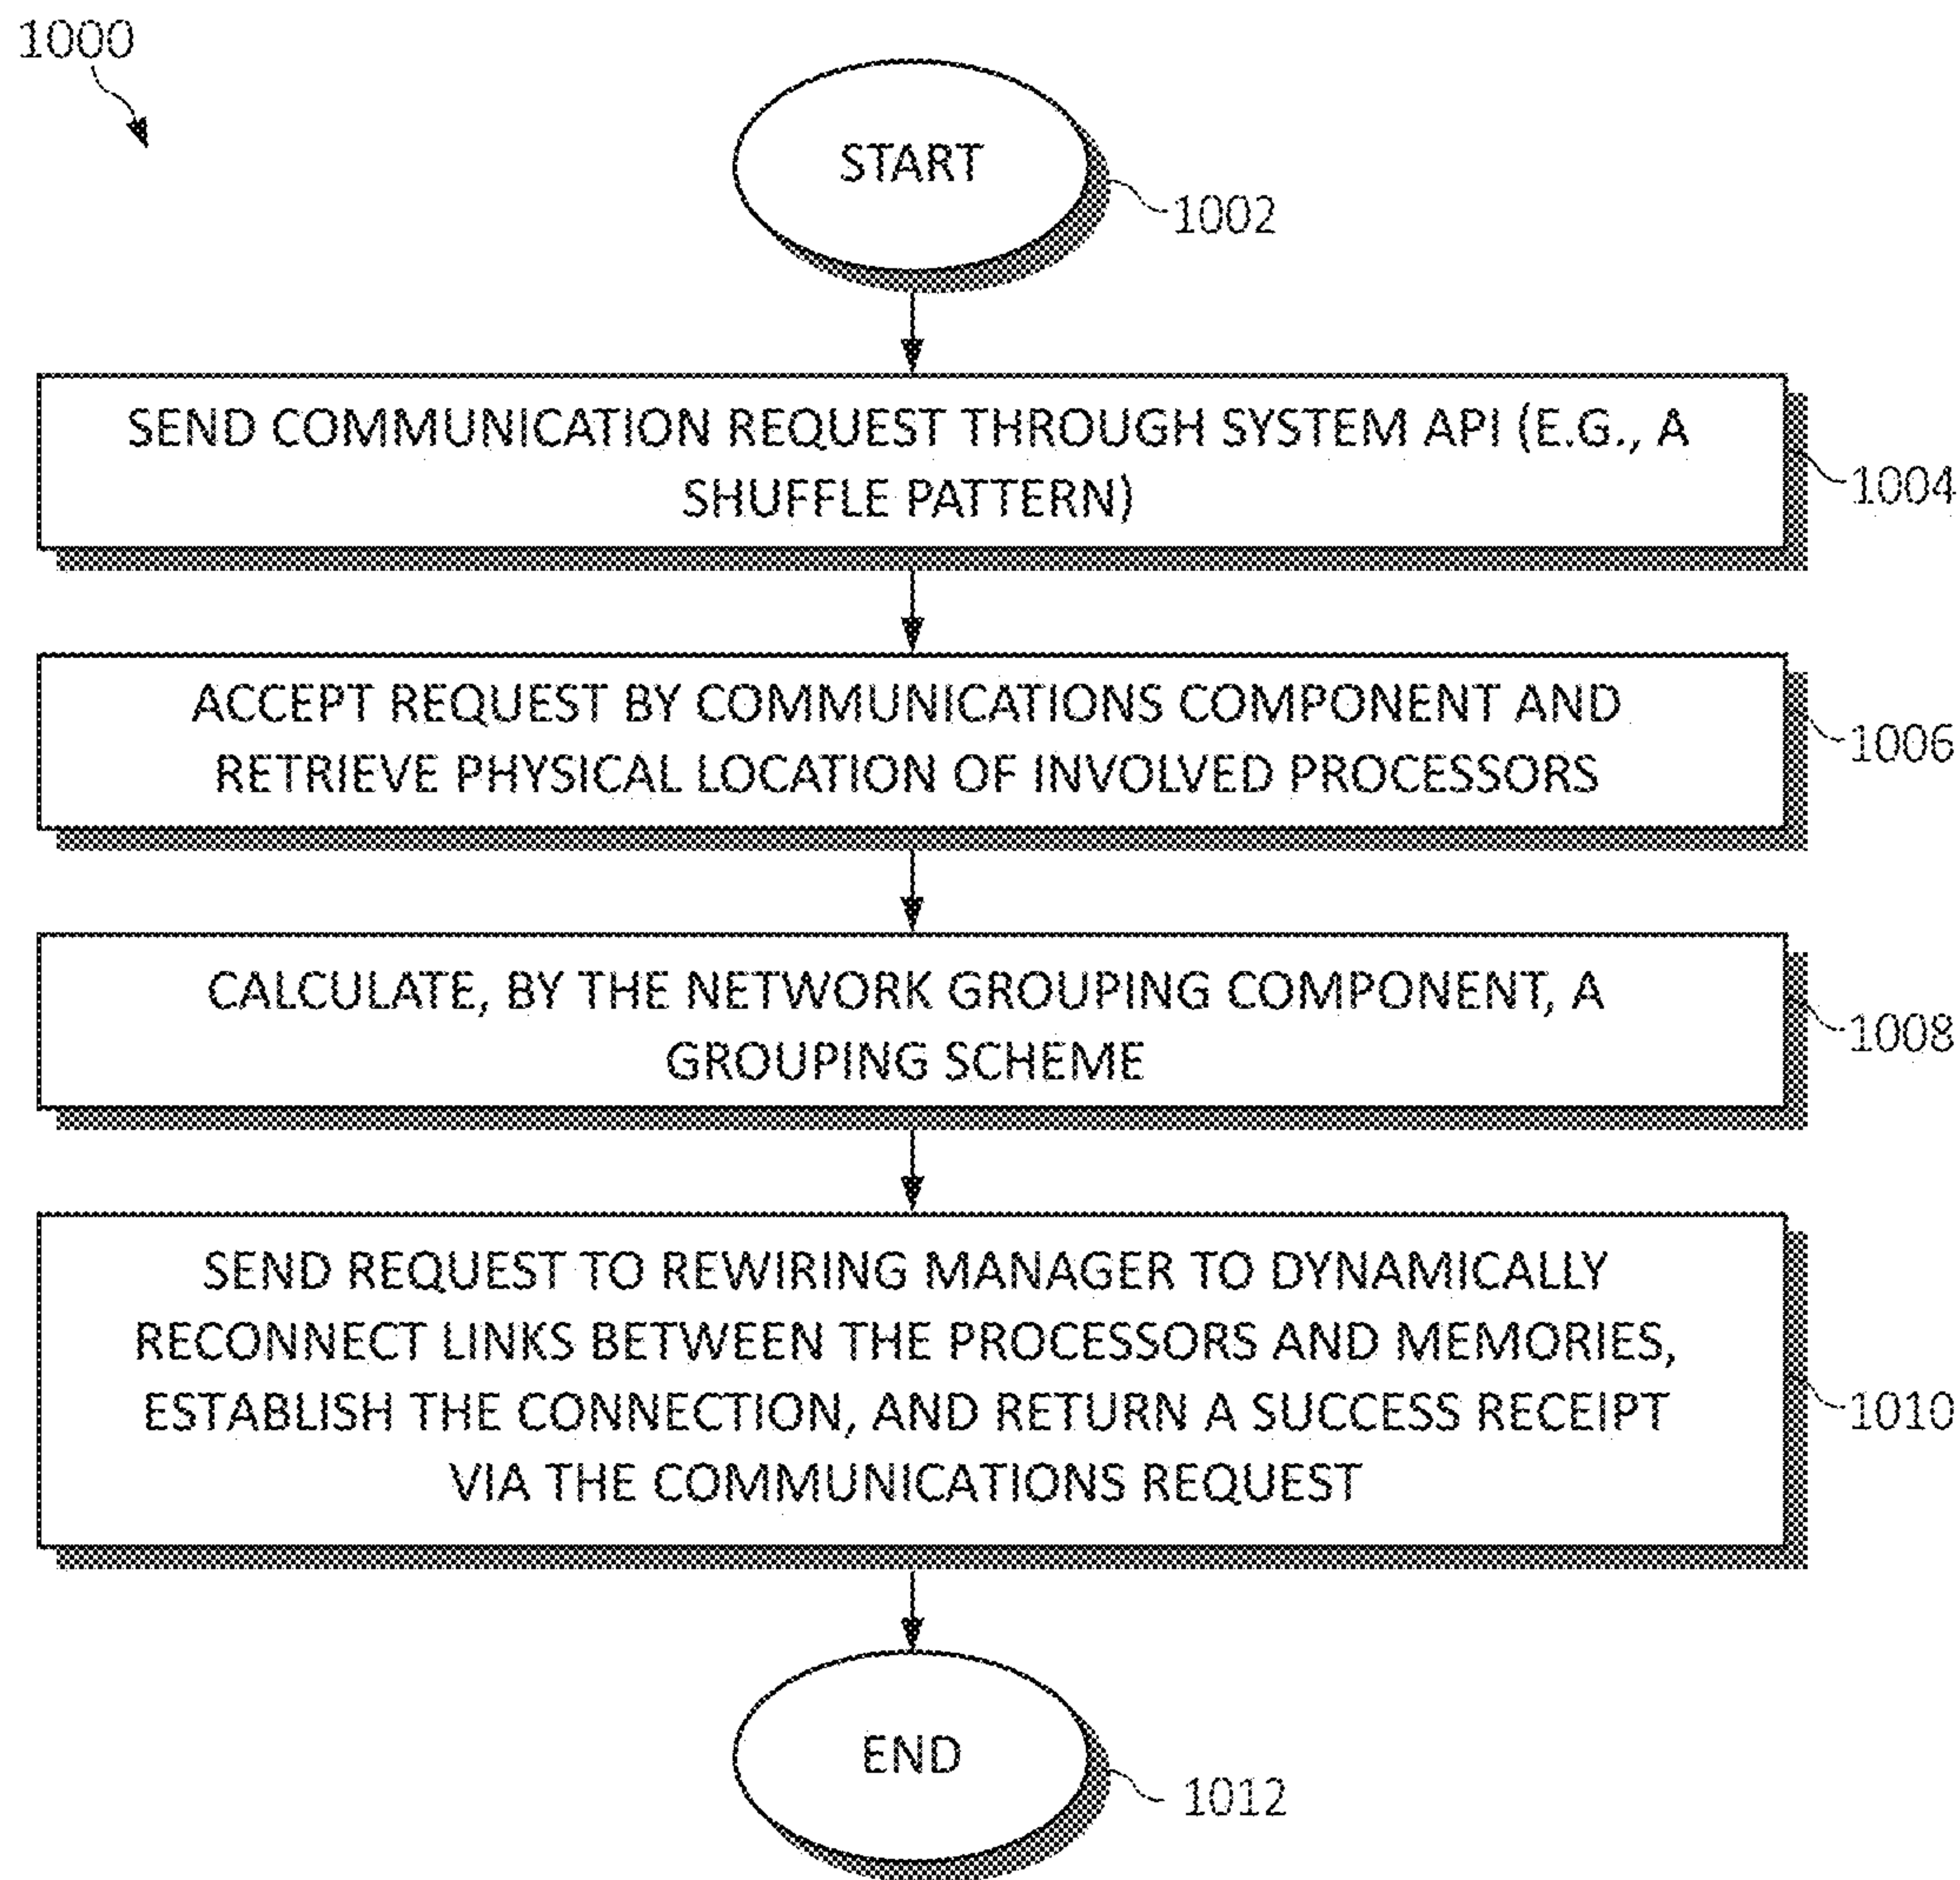 1000
START
1002
SEND COMMUNICATION REQUEST THROUGH SYSTEM API (E.G., A
SHUFFLE PATTERN)
1004
ACCEPT REQUEST BY COMMUNICATIONS COMPONENT AND
RETRIEVE PHYSICAL LOCATION OF INVOLVED PROCESSORS
1006
CALCULATE, BY THE NETWORK GROUPING COMPONENT, A
GROUPING SCHEME
1008
SEND REQUEST TO REWIRING MANAGER TO DYNAMICALLY
RECONNECT LINKS BETWEEN THE PROCESSORS AND MEMORIES,
ESTABLISH THE CONNECTION, AND RETURN A SUCCESS RECEIPT
VIA THE COMMUNICATIONS REQUEST
1010
END
1012